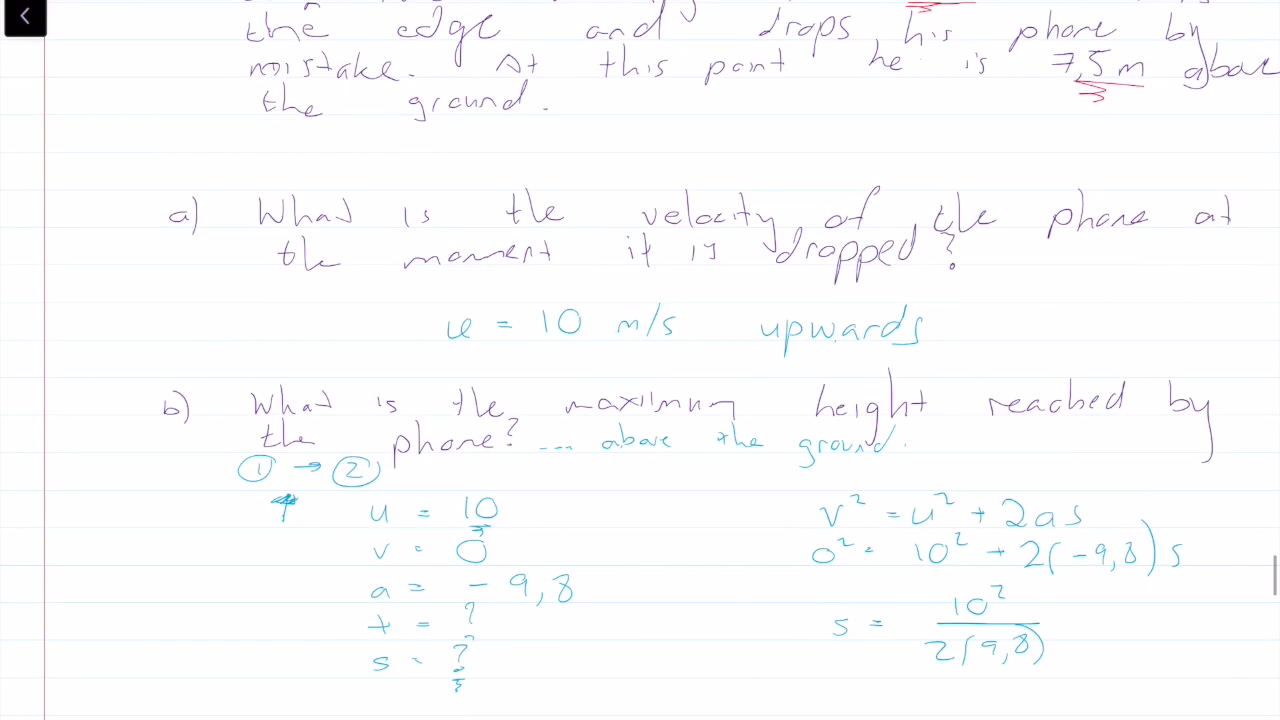 the edge and drops his phone by
mistake. At this point he is 7,5 m above
the ground.
a) What is the velocity of the phone at
the moment it is dropped?
u = 10 m/s upwards
b) What is the maximum height reached by
the phone? ... above the ground.
① → ②
u = 10
v² = u² + 2as
v = 0
0² = 10² + 2(-9,8)s
a = -9,8
t = ?
s = 10² / 2(9,8)
s = ?